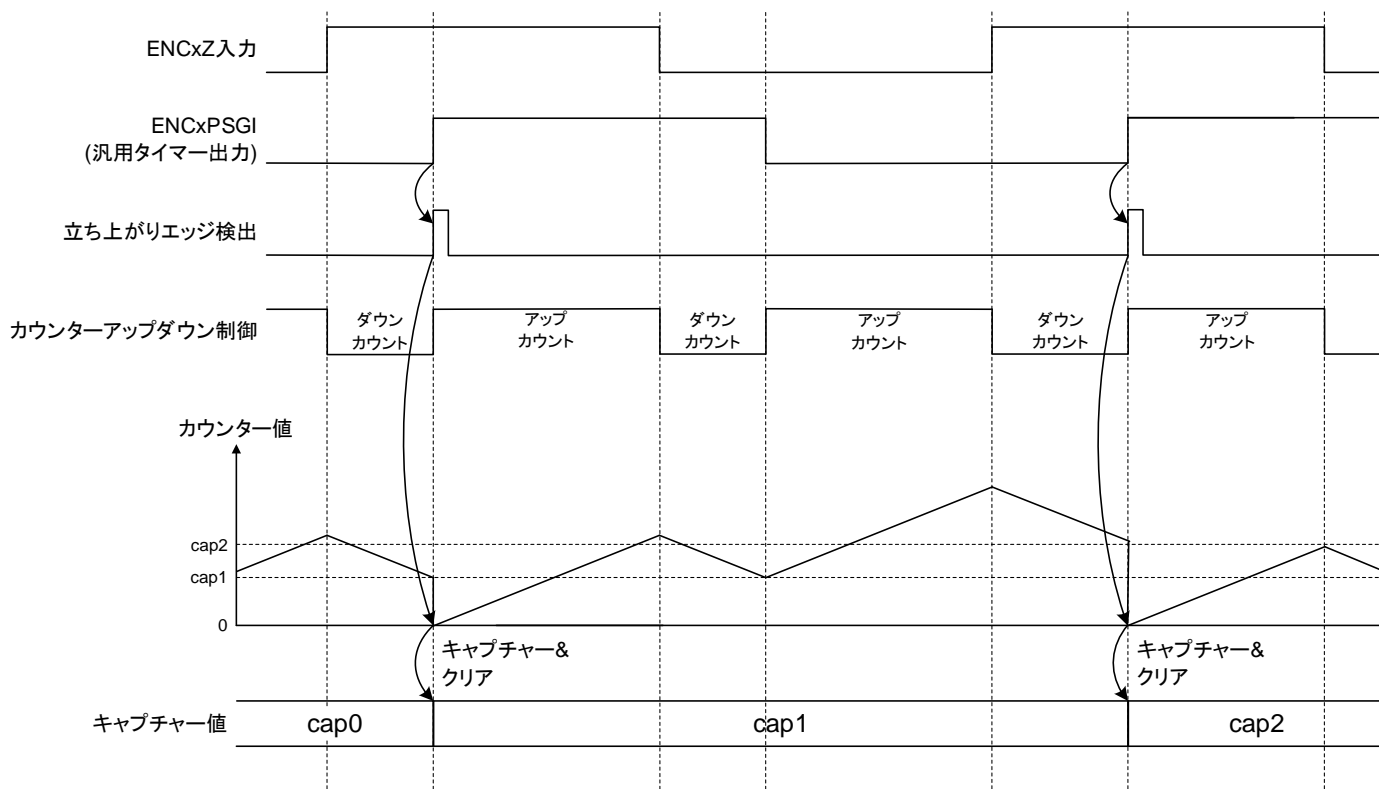 ENCxZ入力
ENCxPSGI
(汎用タイマー出力)
立ち上がりエッジ検出
カウンターアップダウン制御
ダウン
カウント
アップ
カウント
ダウン
カウント
アップ
カウント
ダウン
カウント
アップ
カウント
カウンター値
cap2
cap1
0
キャプチャー&
クリア
キャプチャー&
クリア
キャプチャー値
cap0
cap1
cap2